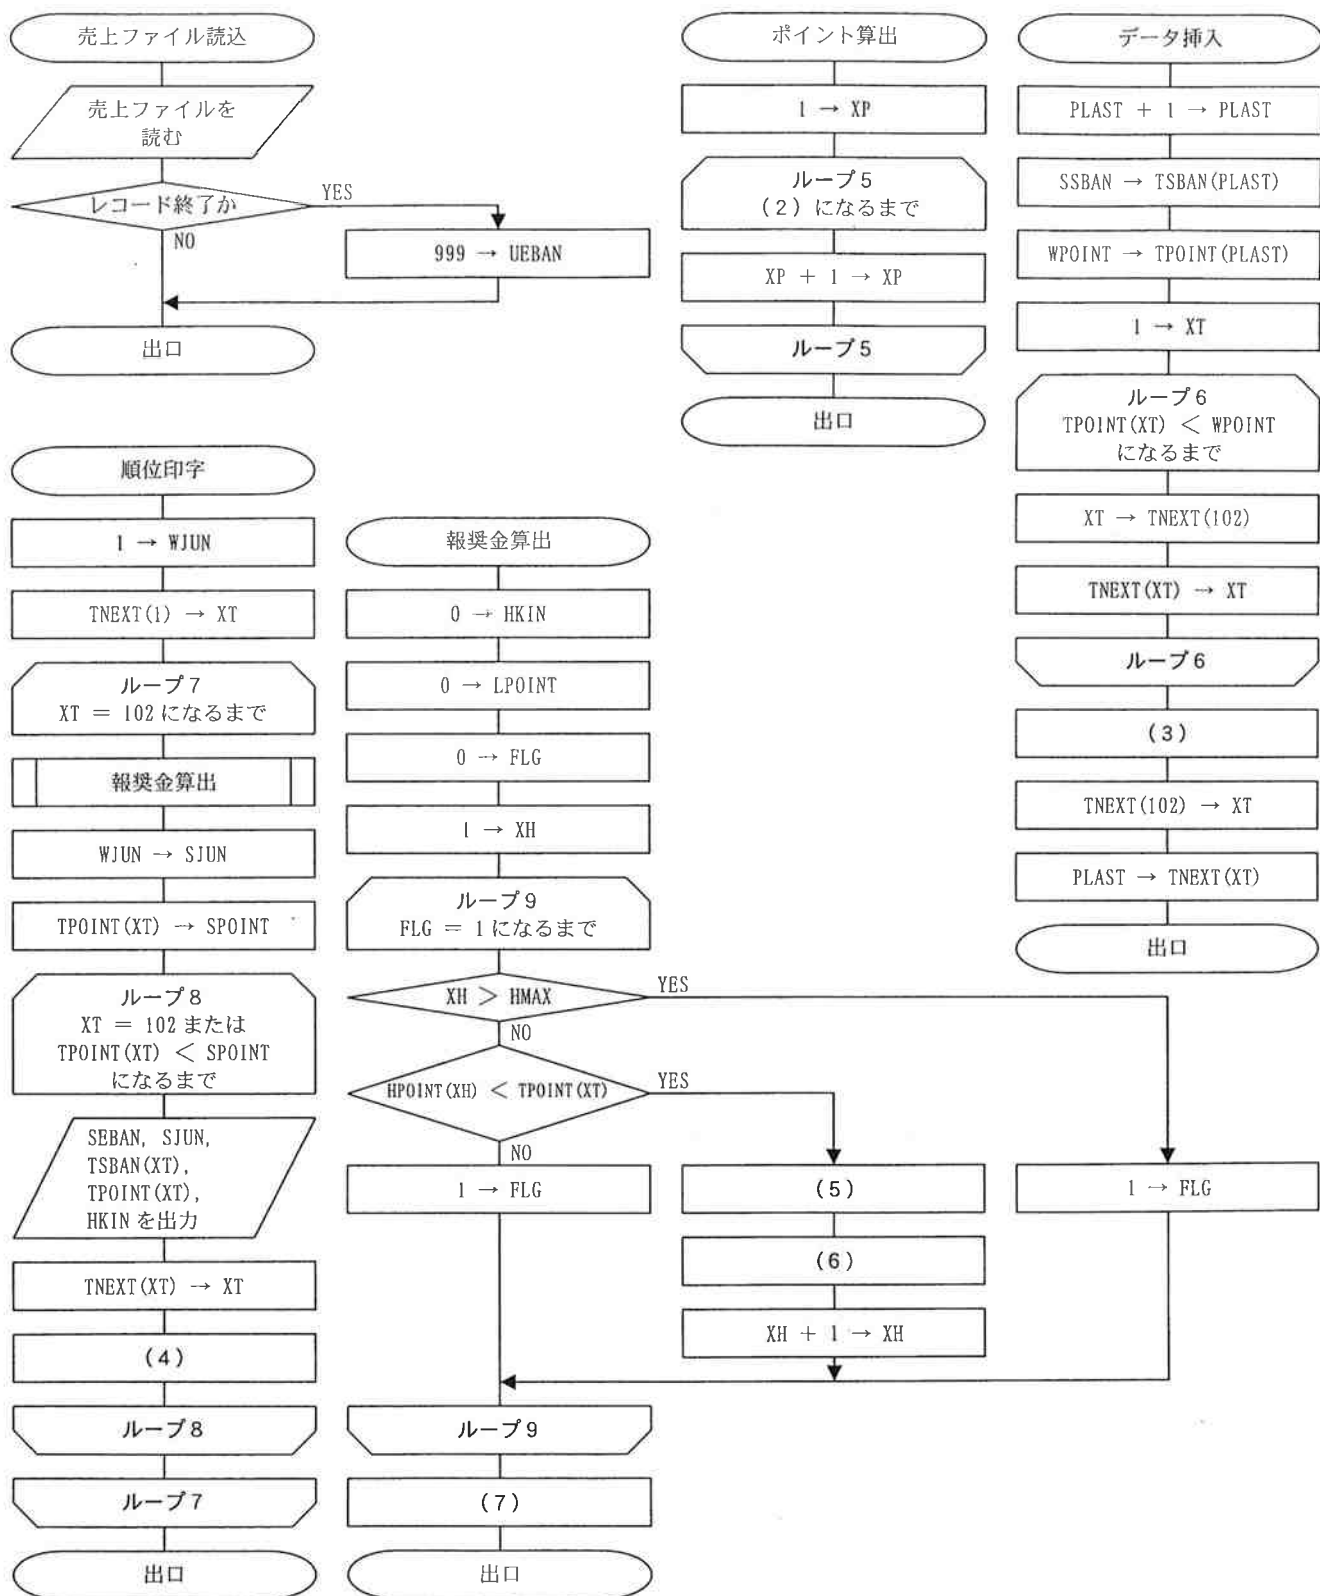 売上ファイル読込
売上ファイルを
読む
レコード終了か
YES
NO
999 → UEBAN
出口
ポイント算出
1 → XP
ループ5
(2)になるまで
XP + 1 → XP
ループ5
出口
データ挿入
PLAST + 1 → PLAST
SSBAN → TSBAN(PLAST)
WPOINT → TPOINT(PLAST)
1 → XT
ループ6
TPOINT(XT) < WPOINT
になるまで
XT → TNEXT(102)
TNEXT(XT) → XT
ループ6
(3)
TNEXT(102) → XT
PLAST → TNEXT(XT)
出口
順位印字
1 → WJUN
TNEXT(1) → XT
ループ7
XT = 102 になるまで
報奨金算出
WJUN → SJUN
TPOINT(XT) → SPOINT
ループ8
XT = 102 または
TPOINT(XT) < SPOINT
になるまで
SEBAN, SJUN,
TSBAN(XT),
TPOINT(XT),
HKIN を出力
TNEXT(XT) → XT
(4)
ループ8
ループ7
出口
報奨金算出
0 → HKIN
0 → LPOINT
0 → FLG
1 → XH
ループ9
FLG = 1 になるまで
XH > HMAX
YES
NO
HPOINT(XH) < TPOINT(XT)
YES
NO
1 → FLG
(5)
(6)
XH + 1 → XH
1 → FLG
ループ9
(7)
出口